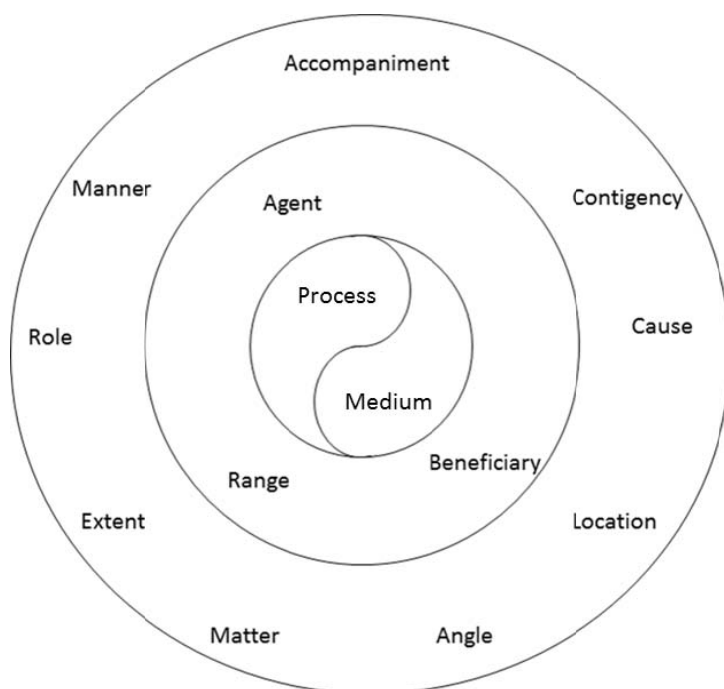 Accompaniment
Manner
Contigency
Agent
Process
Role
Cause
Medium
Beneficiary
Range
Extent
Location
Matter
Angle